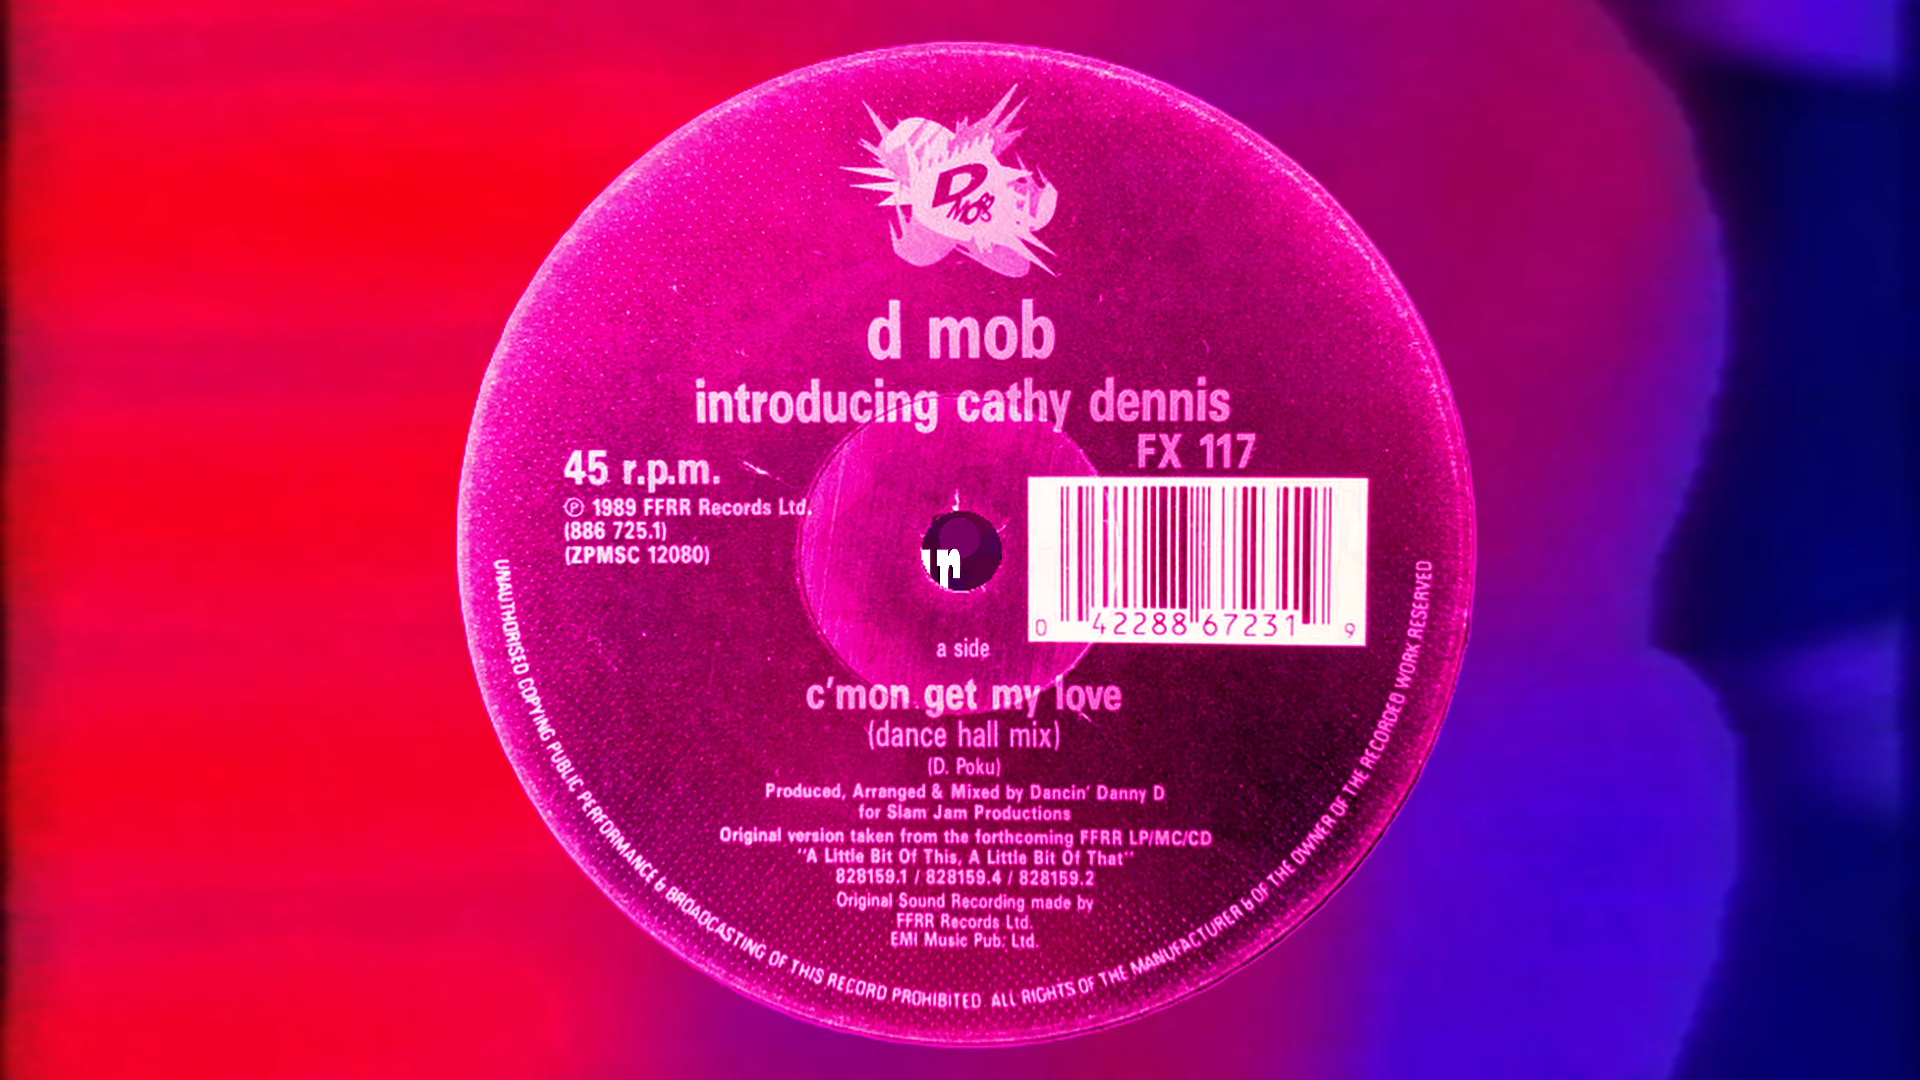 D
MOB
d mob
introducing cathy dennis
FX 117
45 r.p.m.
℗ 1989 FFRR Records Ltd.
(886 725.1)
(ZPMSC 12080)
0 42288 67231 9
a side
c'mon get my love
(dance hall mix)
(D. Poku)
Produced, Arranged & Mixed by Dancin' Danny D
for Slam Jam Productions
Original version taken from the forthcoming FFRR LP/MC/CD
"A Little Bit Of This, A Little Bit Of That"
828159.1 / 828159.4 / 828159.2
Original Sound Recording made by
FFRR Records Ltd.
EMI Music Pub. Ltd.
UNAUTHORISED COPYING PUBLIC PERFORMANCE & BROADCASTING OF THIS RECORD PROHIBITED. ALL RIGHTS OF THE MANUFACTURER & OF THE OWNER OF THE RECORDED WORK RESERVED